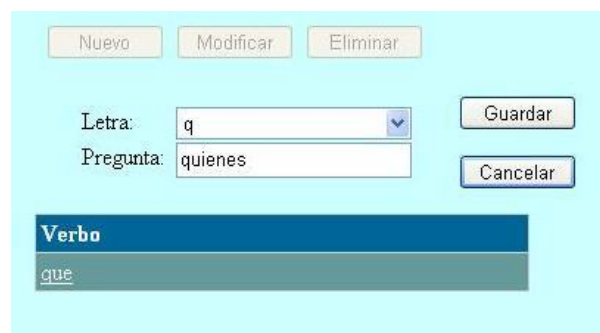 Nuevo Modificar Eliminar
Letra: q Guardar
Pregunta: quienes
Cancelar
Verbo
que